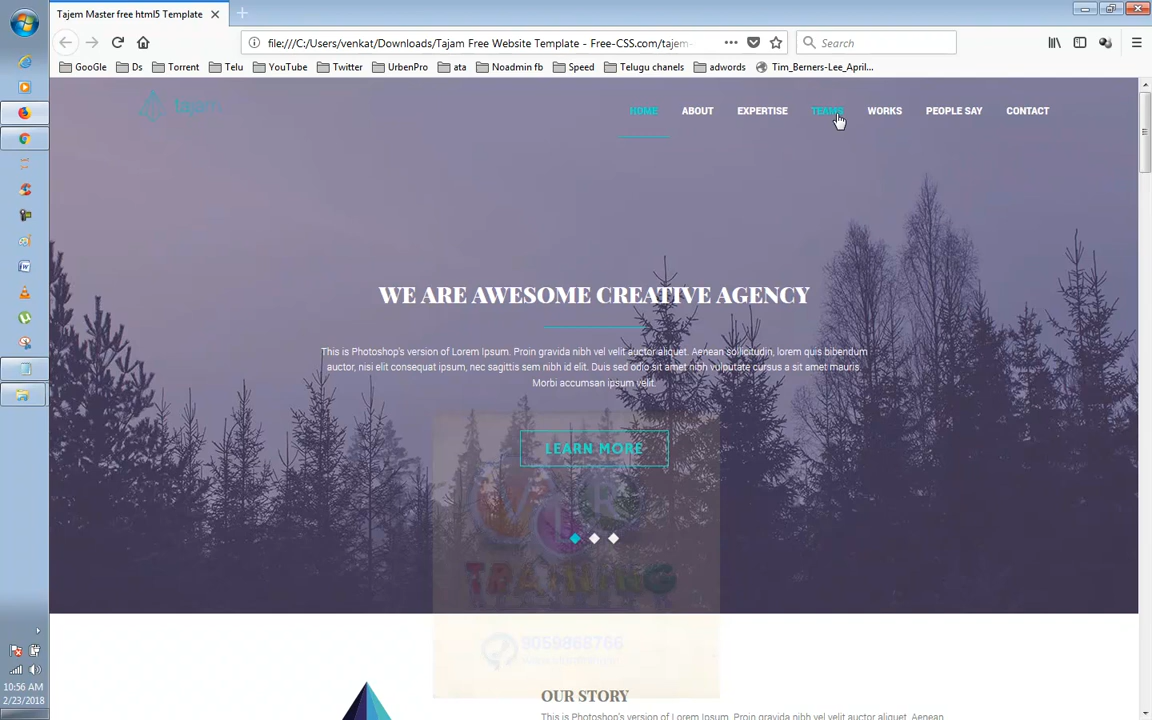 Tajem Master free html5 Template
file:///C:/Users/venkat/Downloads/Tajam Free Website Template - Free-CSS.com/tajem-
Search
GooGle Ds Torrent Telu YouTube Twitter UrbenPro ata Noadmin fb Speed Telugu chanels adwords Tim_Berners-Lee_April...
tajem
HOME ABOUT EXPERTISE TEAMS WORKS PEOPLE SAY CONTACT
WE ARE AWESOME CREATIVE AGENCY
This is Photoshop's version of Lorem Ipsum. Proin gravida nibh vel velit auctor aliquet. Aenean sollicitudin, lorem quis bibendum
auctor, nisi elit consequat ipsum, nec sagittis sem nibh id elit. Duis sed odio sit amet nibh vulputate cursus a sit amet mauris.
Morbi accumsan ipsum velit.
LEARN MORE
V R
TRAINING
9059868766
OUR STORY
This is Photoshop's version of Lorem Ipsum. Proin gravida nibh vel velit auctor aliquet. Aenean
10:56 AM
2/23/2018